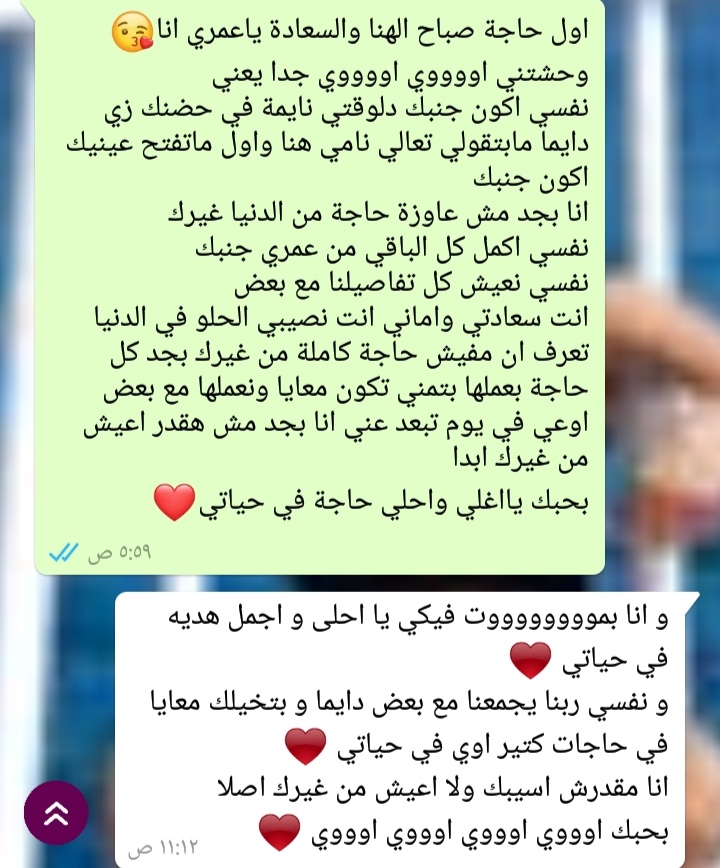 اول حاجة صباح الهنا والسعادة ياعمري انا😘
وحشتني اوووووي اوووووي جدا يعني
نفسي اكون جنبك دلوقتي نايمة في حضنك زي
دايما مابتقولي تعالي نامي هنا واول ماتفتح عينيك
اكون جنبك
انا بجد مش عاوزة حاجة من الدنيا غيرك
نفسي اكمل كل الباقي من عمري جنبك
نفسي نعيش كل تفاصيلنا مع بعض
انت سعادتي واماني انت نصيبي الحلو في الدنيا
تعرف ان مفيش حاجة كاملة من غيرك بجد كل
حاجة بعملها بتمني تكون معايا ونعملها مع بعض
اوعي في يوم تبعد عني انا بجد مش هقدر اعيش
من غيرك ابدا
بحبك يااغلي واحلي حاجة في حياتي❤️
٥:٥٩ ص
و انا بمووووووووت فيكي يا احلى و اجمل هديه
في حياتي ❤️
و نفسي ربنا يجمعنا مع بعض دايما و بتخيلك معايا
في حاجات كتير اوي في حياتي ❤️
انا مقدرش اسيبك ولا اعيش من غيرك اصلا
بحبك اوووي اوووي اوووي اوووي ❤️
١١:١٢ ص